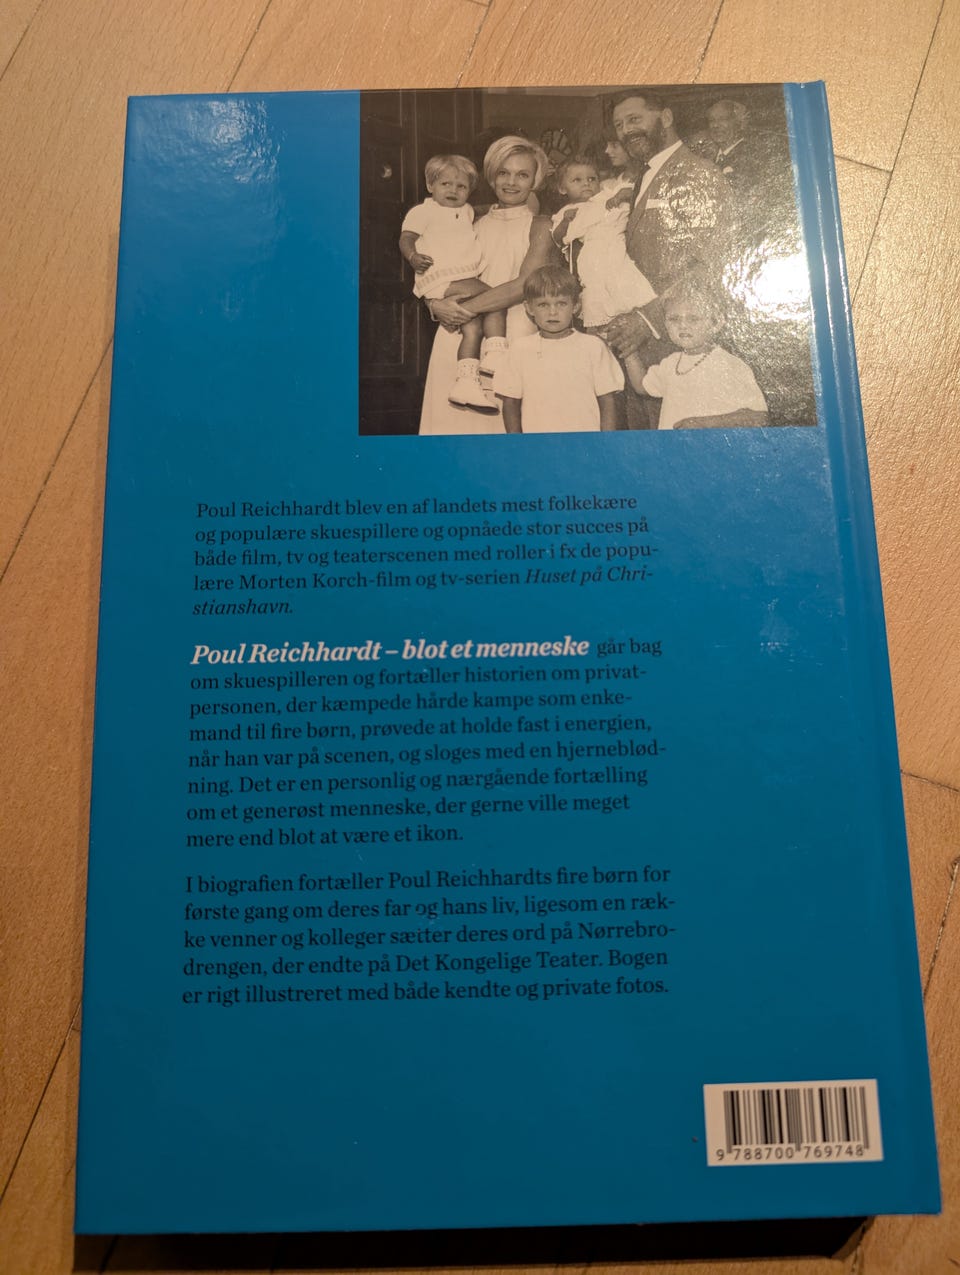 Poul Reichhardt blev en af landets mest folkekære
og populære skuespillere og opnåede stor succes på
både film, tv og teaterscenen med roller i fx de popu-
lære Morten Korch-film og tv-serien Huset på Chri-
stianshavn.
Poul Reichhardt – blot et menneske går bag
om skuespilleren og fortæller historien om privat-
personen, der kæmpede hårde kampe som enke-
mand til fire børn, prøvede at holde fast i energien,
når han var på scenen, og sloges med en hjerneblød-
ning. Det er en personlig og nærgående fortælling
om et generøst menneske, der gerne ville meget
mere end blot at være et ikon.
I biografien fortæller Poul Reichhardts fire børn for
første gang om deres far og hans liv, ligesom en ræk-
ke venner og kolleger sætter deres ord på Nørrebro-
drengen, der endte på Det Kongelige Teater. Bogen
er rigt illustreret med både kendte og private fotos.
9 788700 769748